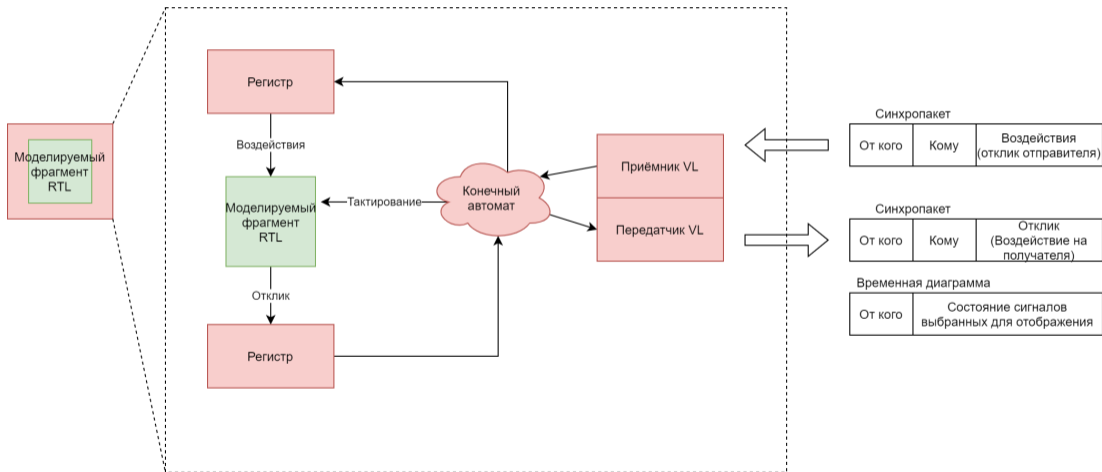 Моделируемый
фрагмент
RTL
Регистр
Воздействия
Моделируемый
фрагмент
RTL
Тактирование
Конечный
автомат
Отклик
Регистр
Приёмник VL
Передатчик VL
Синхропакет
От кого
Кому
Воздействия
(отклик отправителя)
Синхропакет
От кого
Кому
Отклик
(Воздействие на
получателя)
Временная диаграмма
От кого
Состояние сигналов
выбранных для отображения